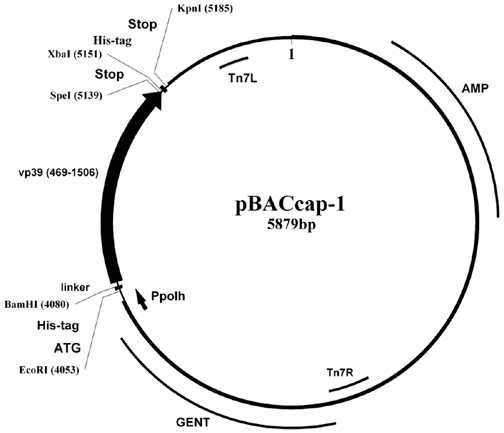 KpnI (5185)
Stop
His-tag
XbaI (5151)
Stop
SpeI (5139)
1
Tn7L
AMP
vp39 (469-1506)
pBACcap-1
5879bp
linker
BamHI (4080)
PpoIh
His-tag
ATG
EcoRI (4053)
Tn7R
GENT